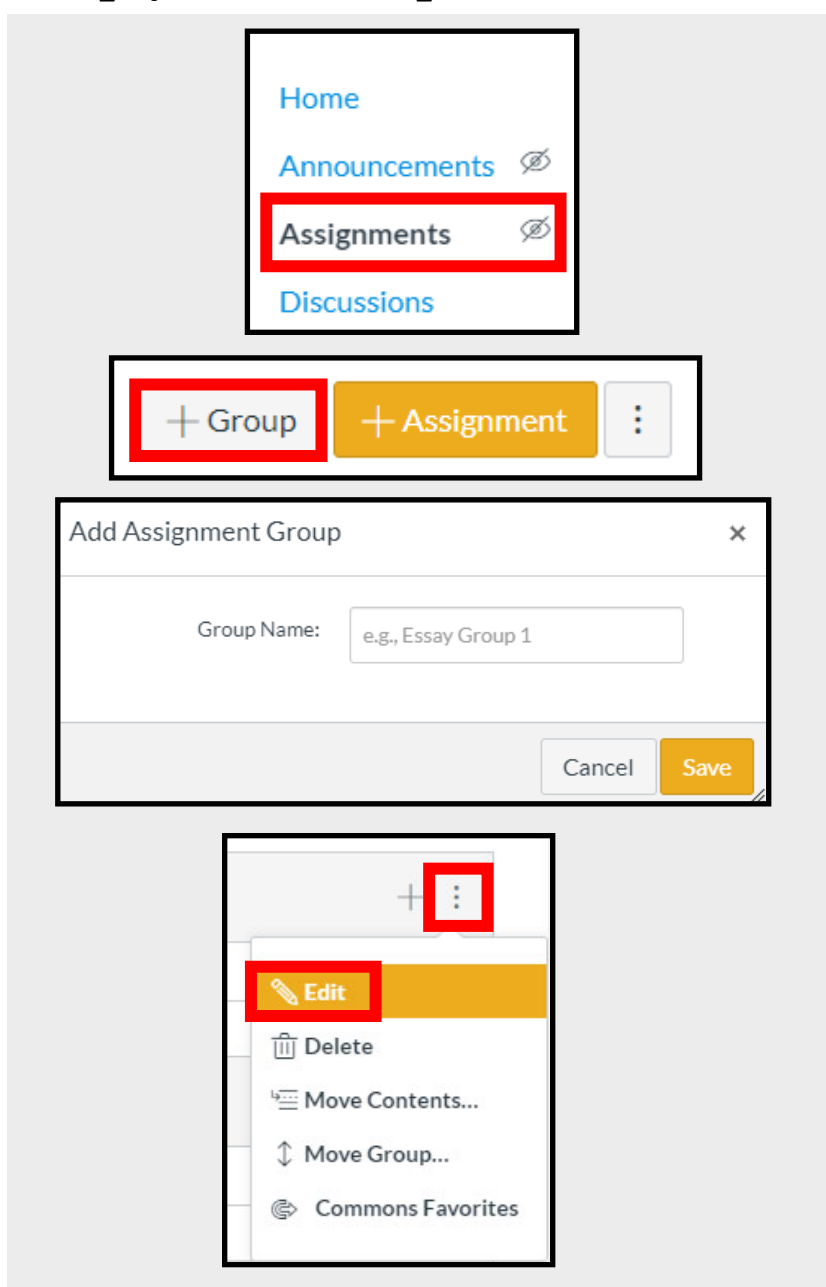 Home
Announcements
Assignments
Discussions
+ Group + Assignment
Add Assignment Group ×
Group Name: e.g., Essay Group 1
Cancel Save
+
Edit
Delete
Move Contents...
Move Group...
Commons Favorites